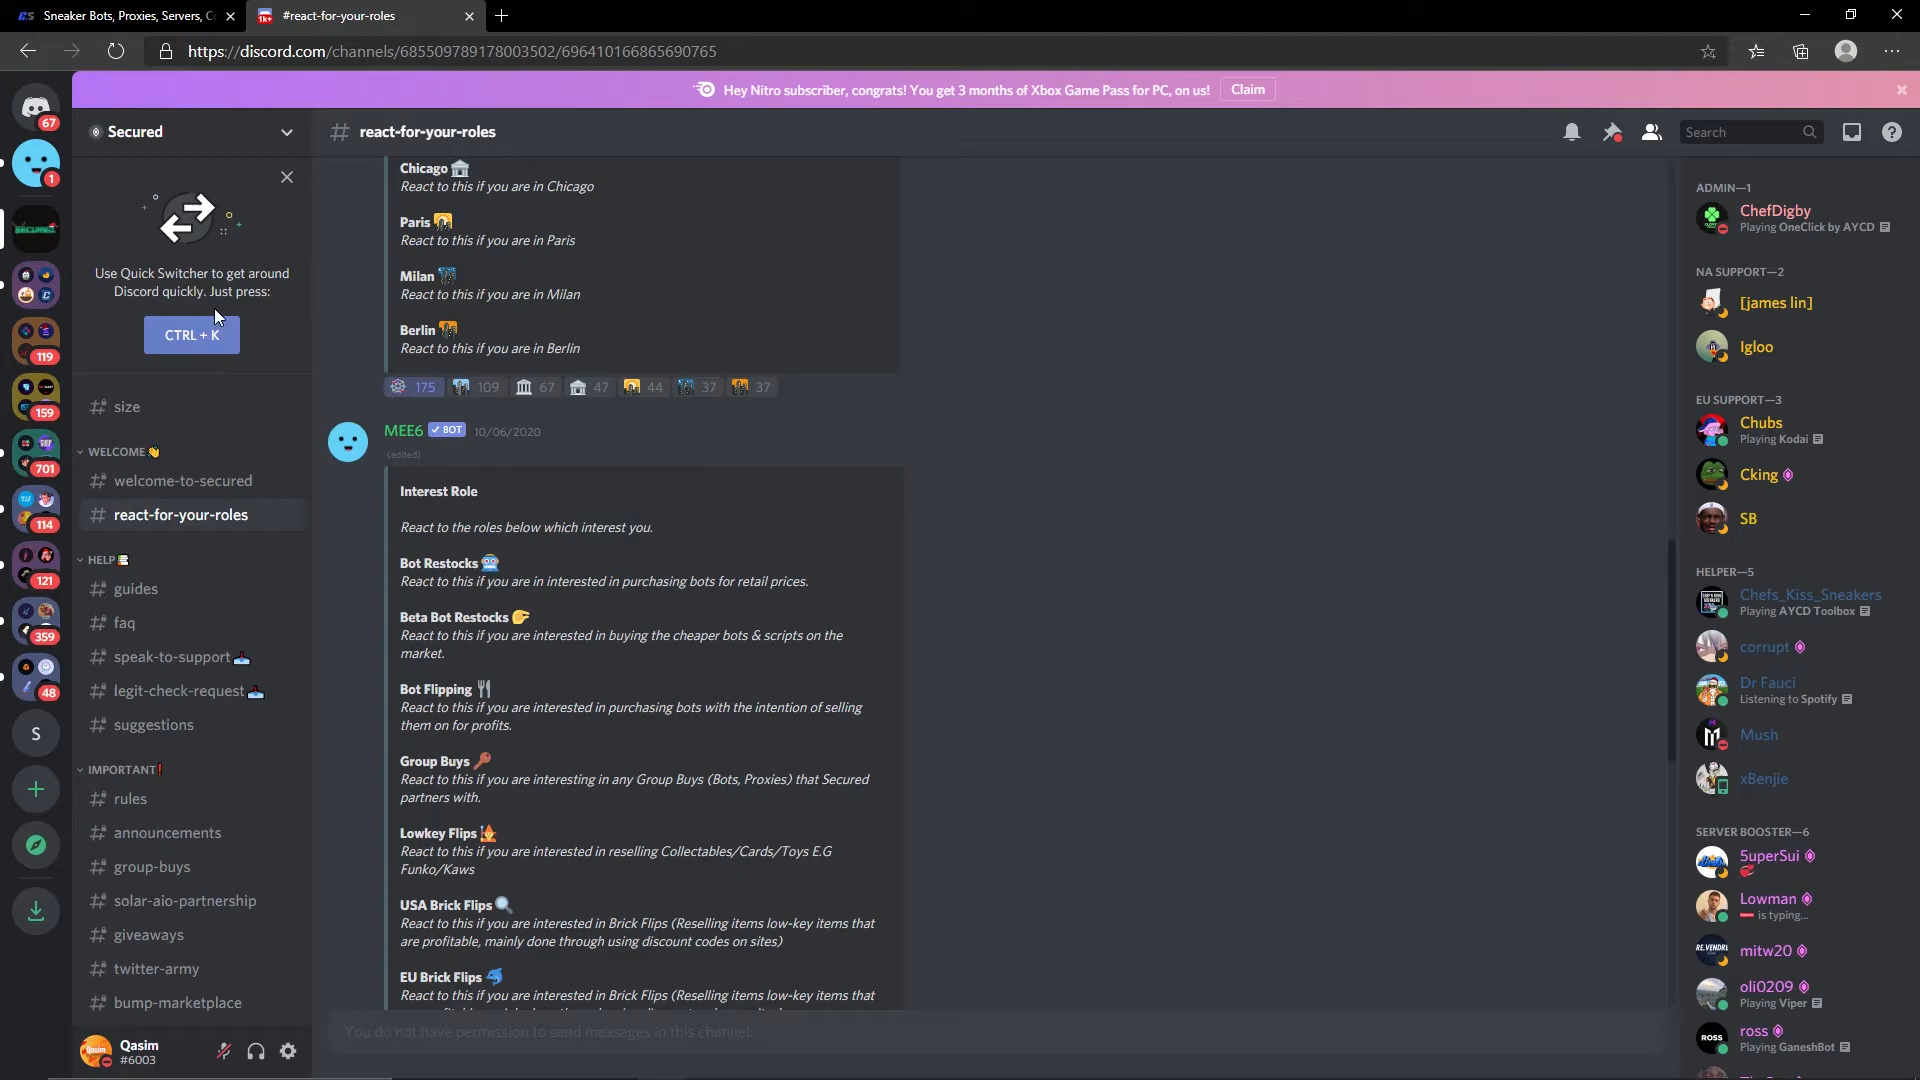 Sneaker Bots, Proxies, Servers, C
#react-for-your-roles
https://discord.com/channels/685509789178003502/696410166865690765
Hey Nitro subscriber, congrats! You get 3 months of Xbox Game Pass for PC, on us!
Claim
67
1
SECURED.
119
159
701
114
121
359
48
S
Secured
Use Quick Switcher to get around
Discord quickly. Just press:
CTRL + K
size
WELCOME👋
welcome-to-secured
react-for-your-roles
HELP
guides
faq
speak-to-support
legit-check-request
suggestions
IMPORTANT❗
rules
announcements
group-buys
solar-aio-partnership
giveaways
twitter-army
bump-marketplace
Qasim
#6003
# react-for-your-roles
Search
Chicago
React to this if you are in Chicago
Paris
React to this if you are in Paris
Milan
React to this if you are in Milan
Berlin
React to this if you are in Berlin
175 109 67 47 44 37 37
MEE6 ✓ BOT 10/06/2020
(edited)
Interest Role
React to the roles below which interest you.
Bot Restocks
React to this if you are in interested in purchasing bots for retail prices.
Beta Bot Restocks
React to this if you are interested in buying the cheaper bots & scripts on the
market.
Bot Flipping
React to this if you are interested in purchasing bots with the intention of selling
them on for profits.
Group Buys
React to this if you are interesting in any Group Buys (Bots, Proxies) that Secured
partners with.
Lowkey Flips
React to this if you are interested in reselling Collectables/Cards/Toys E.G
Funko/Kaws
USA Brick Flips
React to this if you are interested in Brick Flips (Reselling items low-key items that
are profitable, mainly done through using discount codes on sites)
EU Brick Flips
React to this if you are interested in Brick Flips (Reselling items low-key items that
You do not have permission to send messages in this channel.
ADMIN—1
ChefDigby
Playing OneClick by AYCD
NA SUPPORT—2
[james lin]
Igloo
EU SUPPORT—3
Chubs
Playing Kodai
Cking
SB
HELPER—5
Chefs_Kiss_Sneakers
Playing AYCD Toolbox
corrupt
Dr Fauci
Listening to Spotify
Mush
xBenjie
SERVER BOOSTER—6
5uperSui
Lowman
is typing...
mitw20
oli0209
Playing Viper
ross
Playing GaneshBot